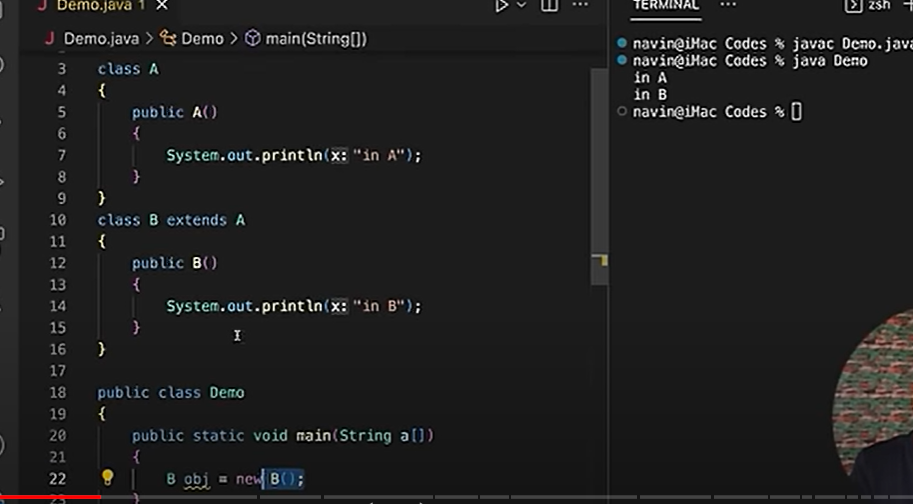 Demo.java 1
Demo.java > Demo > main(String[])
3 class A
4 {
5 public A()
6 {
7 System.out.println(x: "in A");
8 }
9 }
10 class B extends A
11 {
12 public B()
13 {
14 System.out.println(x: "in B");
15 }
16 }
17
18 public class Demo
19 {
20 public static void main(String a[])
21 {
22 B obj = new B();
TERMINAL
zsh
navin@iMac Codes % javac Demo.java
navin@iMac Codes % java Demo
in A
in B
navin@iMac Codes %